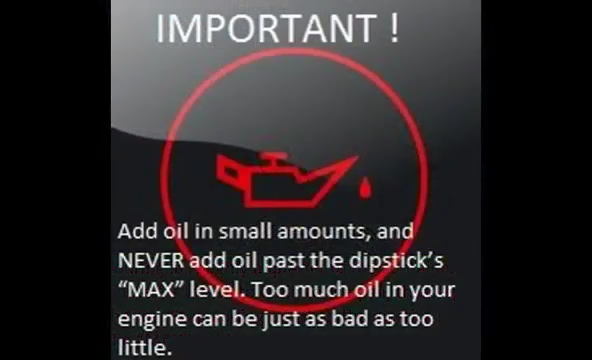 IMPORTANT !
Add oil in small amounts, and
NEVER add oil past the dipstick's
“MAX” level. Too much oil in your
engine can be just as bad as too
little.